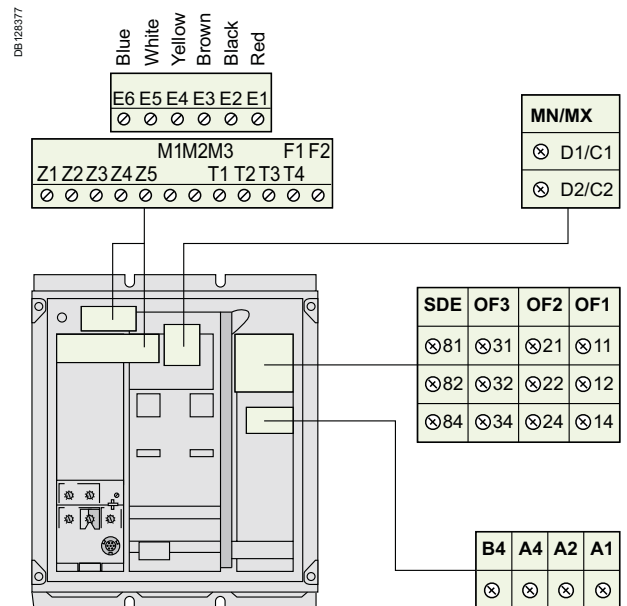 DB128377
Blue White Yellow Brown Black Red
E6 E5 E4 E3 E2 E1
M1M2M3 F1 F2
Z1 Z2 Z3 Z4 Z5 T1 T2 T3 T4
MN/MX
D1/C1
D2/C2
SDE OF3 OF2 OF1
81 31 21 11
82 32 22 12
84 34 24 14
B4 A4 A2 A1